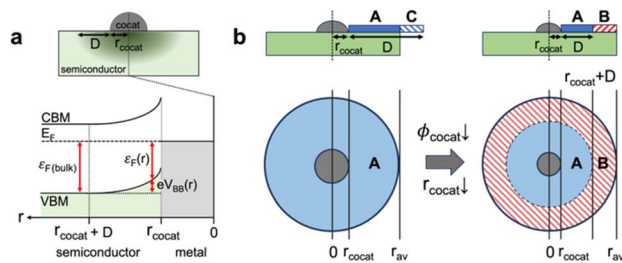 a
cocat
D
r_cocat
semiconductor
CBM
E_F
ε_F(bulk)
ε_F(r)
eV_BB(r)
VBM
r
r_cocat + D
r_cocat
0
semiconductor
metal
b
A
C
r_cocat
D
A
B
r_cocat
D
r_cocat+D
A
ϕ_cocat↓
r_cocat↓
A
B
0
r_cocat
r_av
0
r_cocat
r_av